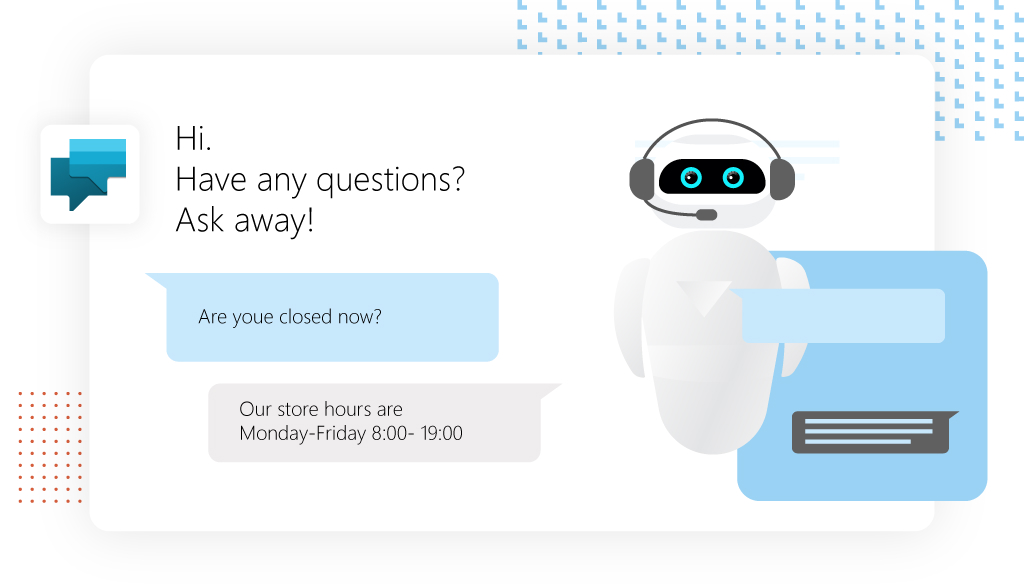 Hi.
Have any questions?
Ask away!
Are youe closed now?
Our store hours are
Monday-Friday 8:00- 19:00